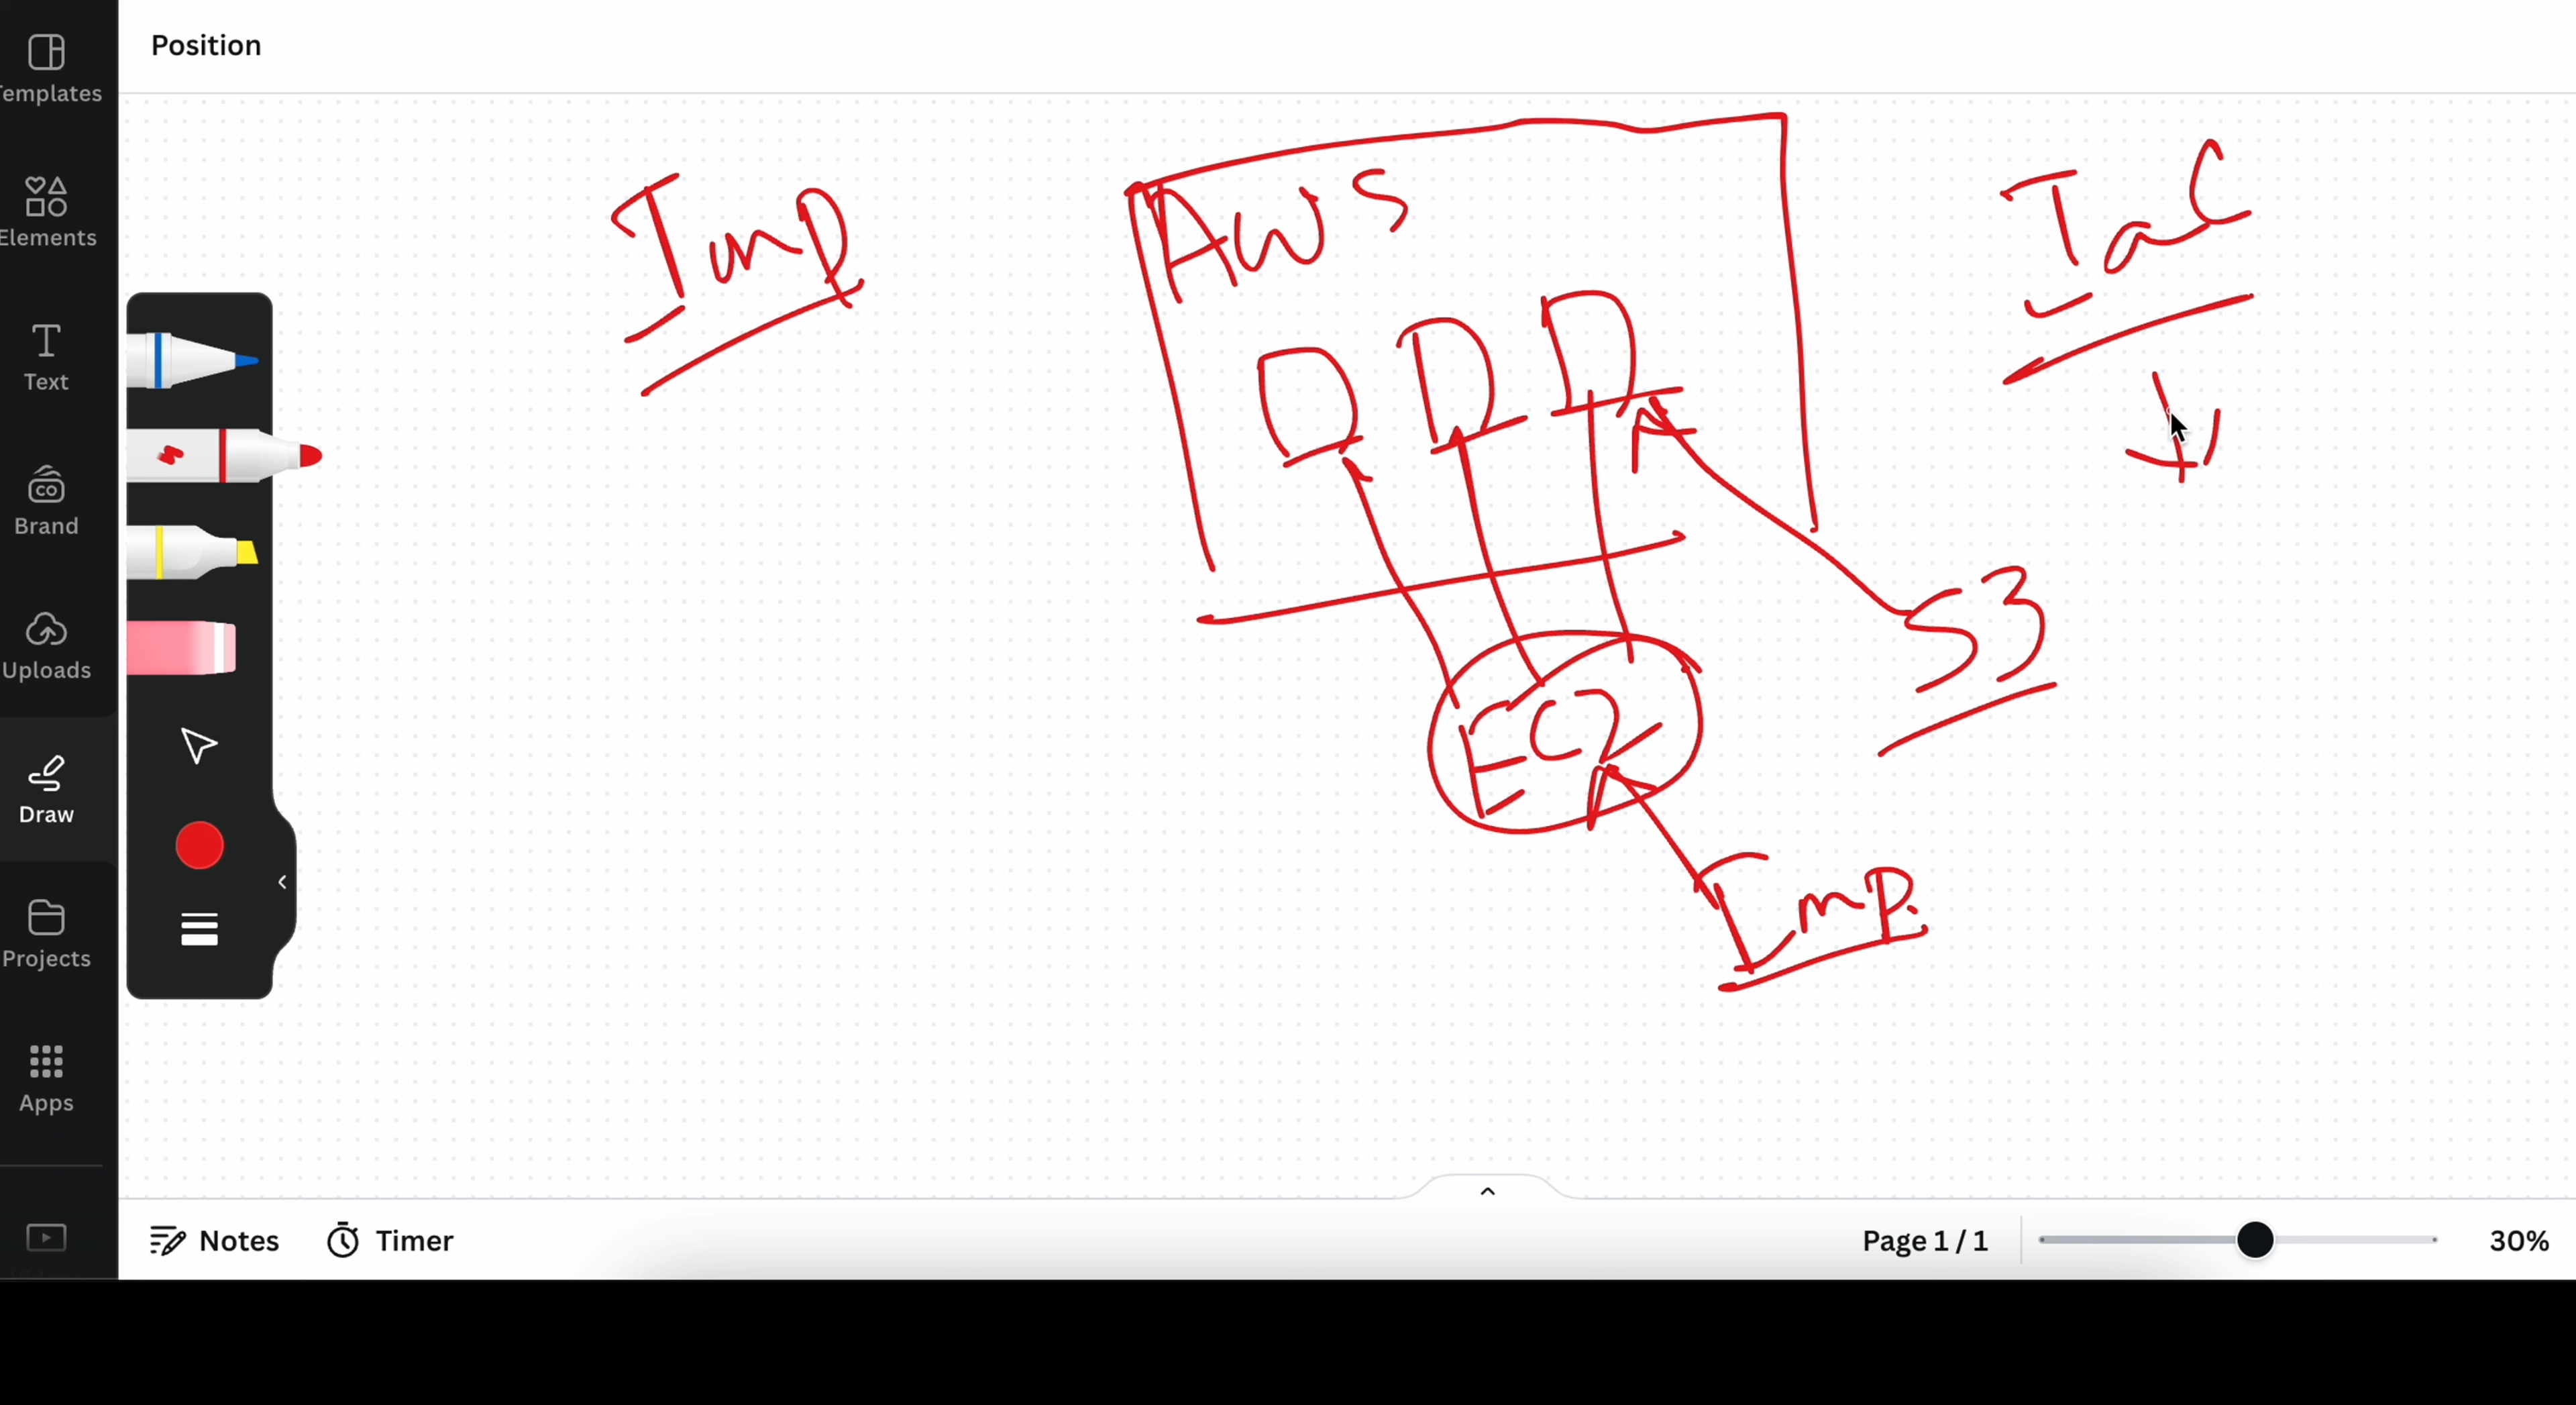 Position
Templates
Elements
Text
Brand
Uploads
Draw
Projects
Apps
Imp
AWS
IaC
S3
EC2
Imp.
Notes
Timer
Page 1 / 1
30%